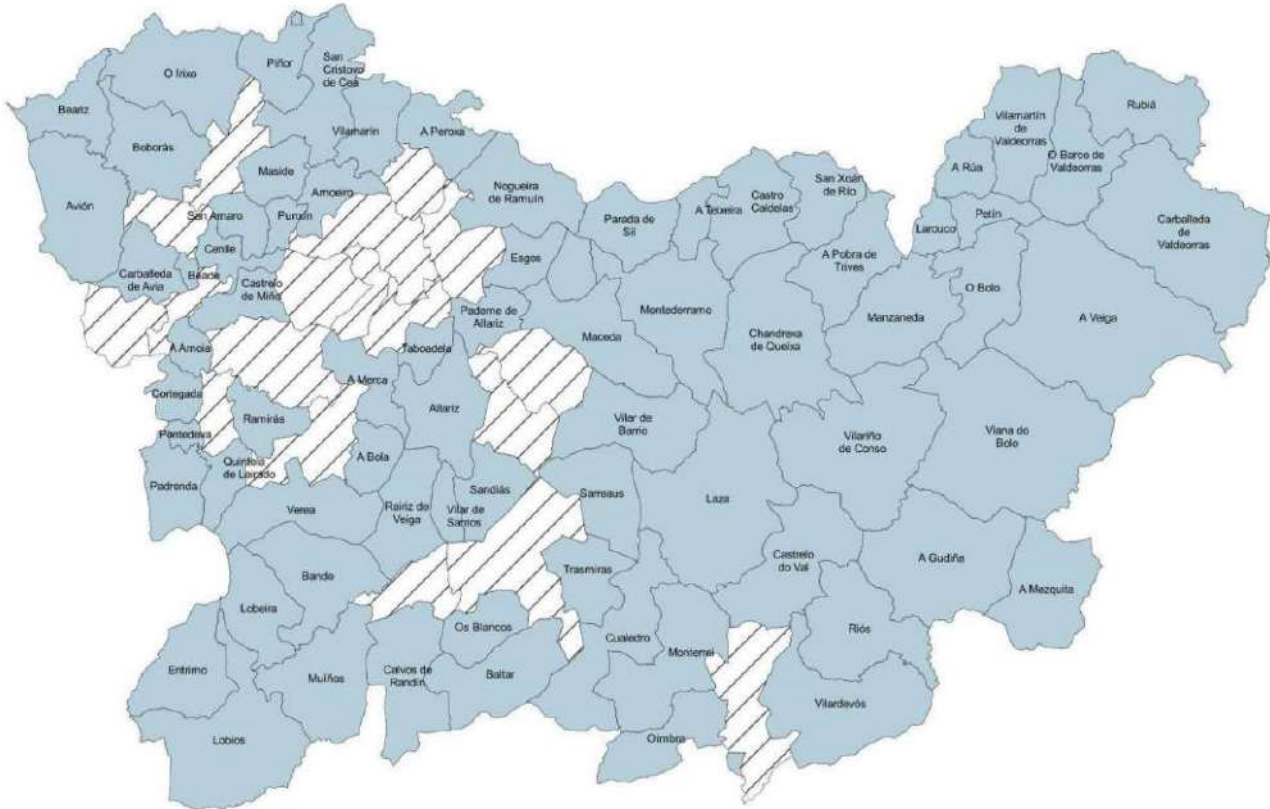 O Irixo
Piñor
San
Cristovo
de Cea
Beariz
Boborás
Vilamarín
A Peroxa
Rubiá
Vilamartín
de
Valdeorras
O Barco de
Valdeorras
A Rúa
Maside
Amoeiro
Nogueira
de Ramuín
San Xoán
de Río
Castro
Caldelas
A Teixeira
Parada de
Sil
Avión
San Amaro
Punxín
Larouco
Petín
Carballeda
de
Valdeorras
Cenlle
Esgos
A Pobra de
Trives
Carballeda
de Avia
Beade
Castrelo
de Miño
Montederramo
O Bolo
Paderne de
Allariz
Maceda
Chandrexa
de Queixa
Manzaneda
A Veiga
A Arnoia
Taboadela
Cortegada
A Merca
Allariz
Ramirás
Vilar de
Barrio
Vilariño
de Conso
Viana do
Bolo
Pontedeva
Quintela
de Leirado
A Bola
Padrenda
Sandiás
Sarreaus
Laza
Verea
Rairiz de
Veiga
Vilar de
Santos
Bande
Trasmiras
Castrelo
do Val
A Gudiña
A Mezquita
Lobeira
Os Blancos
Cualedro
Monterrei
Riós
Entrimo
Muíños
Calvos de
Randín
Baltar
Vilardevós
Lobios
Oímbra